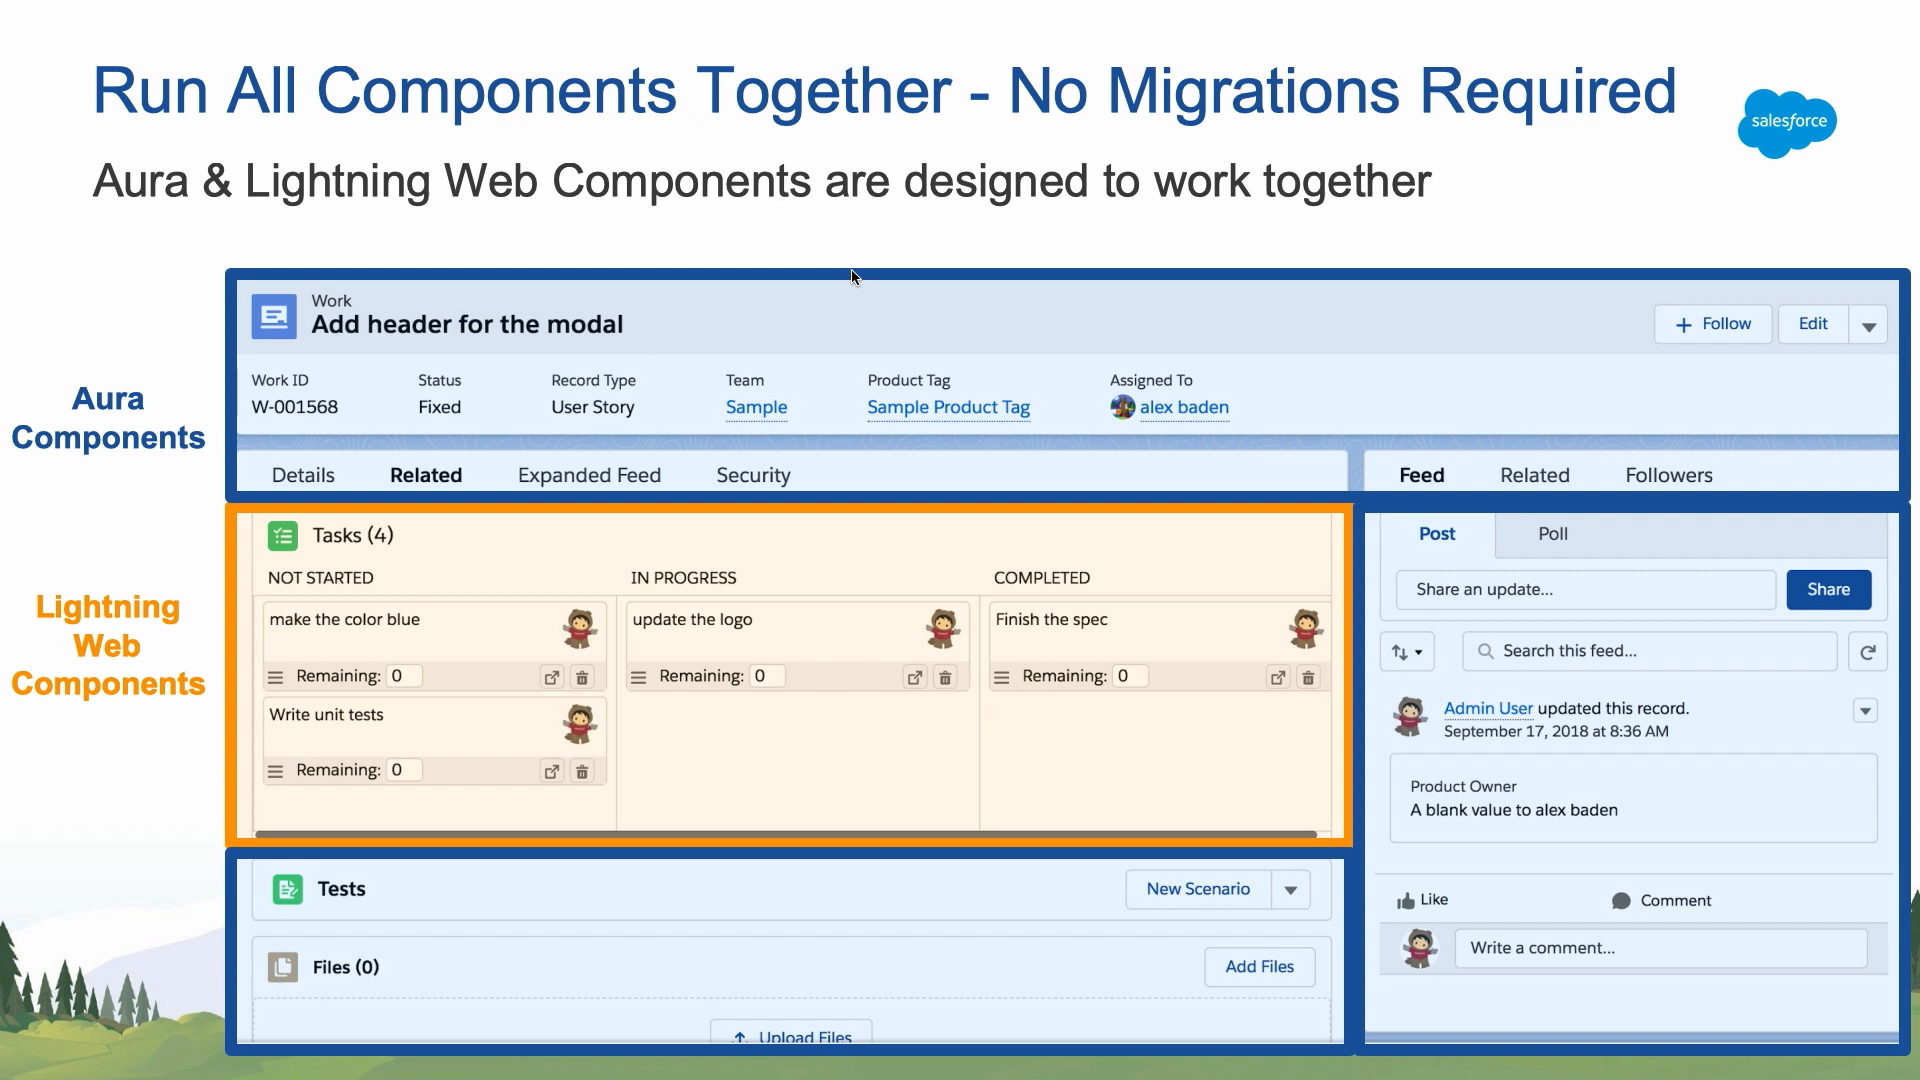 Run All Components Together - No Migrations Required
salesforce
Aura & Lightning Web Components are designed to work together
Aura
Components
Work
Add header for the modal
Follow
Edit
Work ID
Status
Record Type
Team
Product Tag
Assigned To
W-001568
Fixed
User Story
Sample
Sample Product Tag
alex baden
Details
Related
Expanded Feed
Security
Feed
Related
Followers
Lightning
Web
Components
Tasks (4)
NOT STARTED
IN PROGRESS
COMPLETED
make the color blue
update the logo
Finish the spec
Remaining: 0
Remaining: 0
Remaining: 0
Write unit tests
Remaining: 0
Post
Poll
Share an update...
Share
Search this feed...
Admin User updated this record.
September 17, 2018 at 8:36 AM
Product Owner
A blank value to alex baden
Like
Comment
Write a comment...
Tests
New Scenario
Files (0)
Add Files
Upload Files